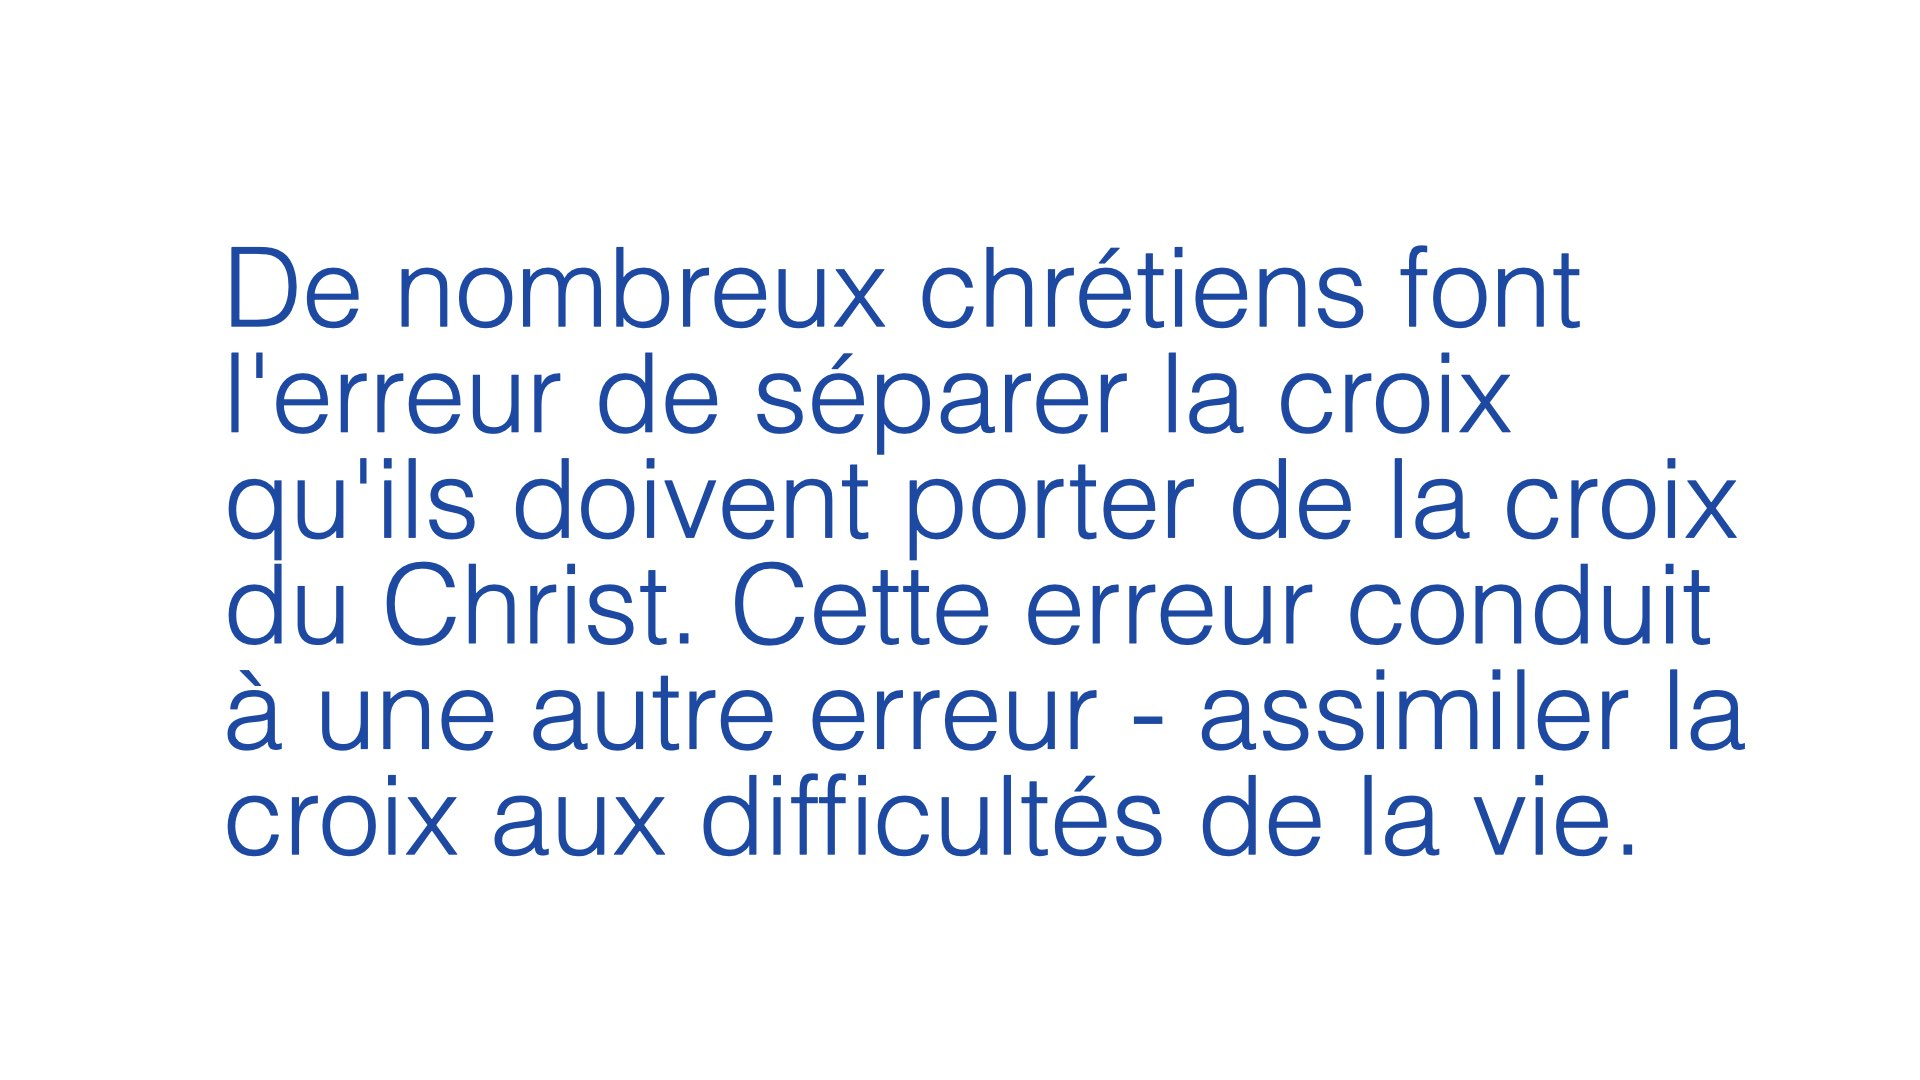 De nombreux chrétiens font
l'erreur de séparer la croix
qu'ils doivent porter de la croix
du Christ. Cette erreur conduit
à une autre erreur - assimiler la
croix aux difficultés de la vie.